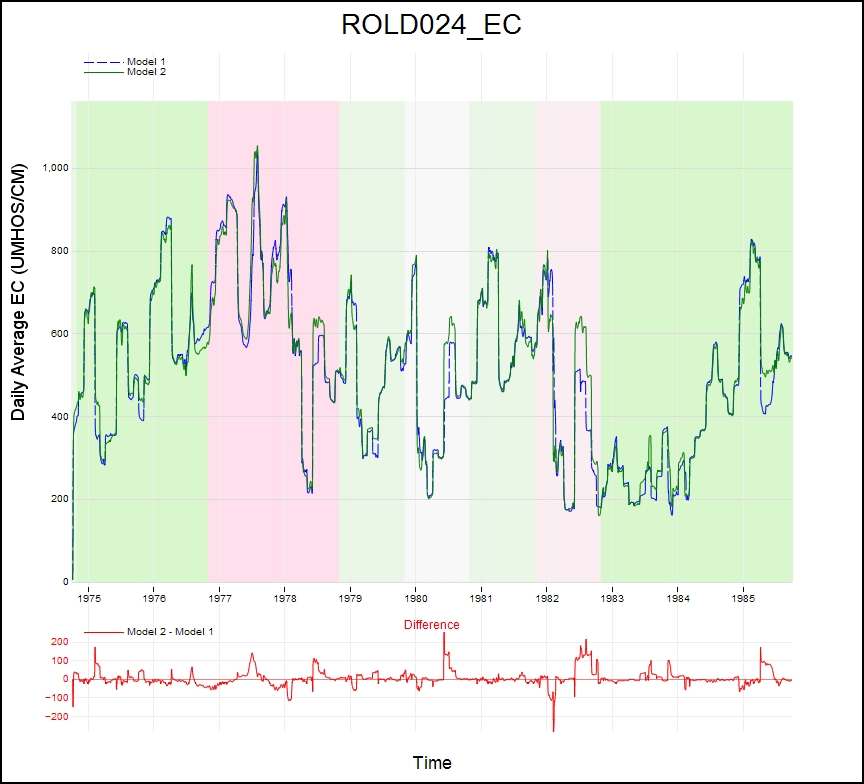 ROLD024_EC
Model 1
Model 2
Daily Average EC (UMHOS/CM)
1,000
800
600
400
200
0
1975 1976 1977 1978 1979 1980 1981 1982 1983 1984 1985
Difference
Model 2 - Model 1
200
100
0
−100
−200
Time